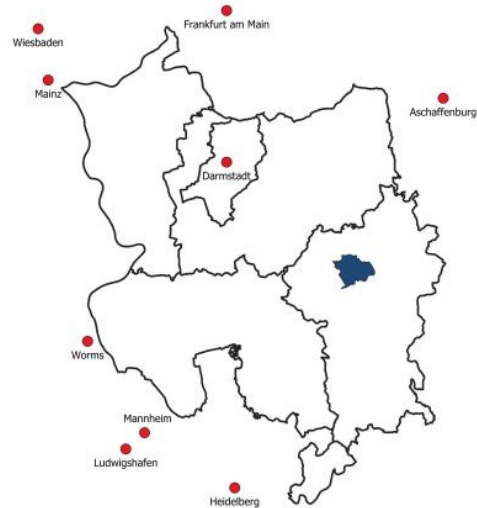 Frankfurt am Main
Wiesbaden
Mainz
Aschaffenburg
Darmstadt
Worms
Mannheim
Ludwigshafen
Heidelberg